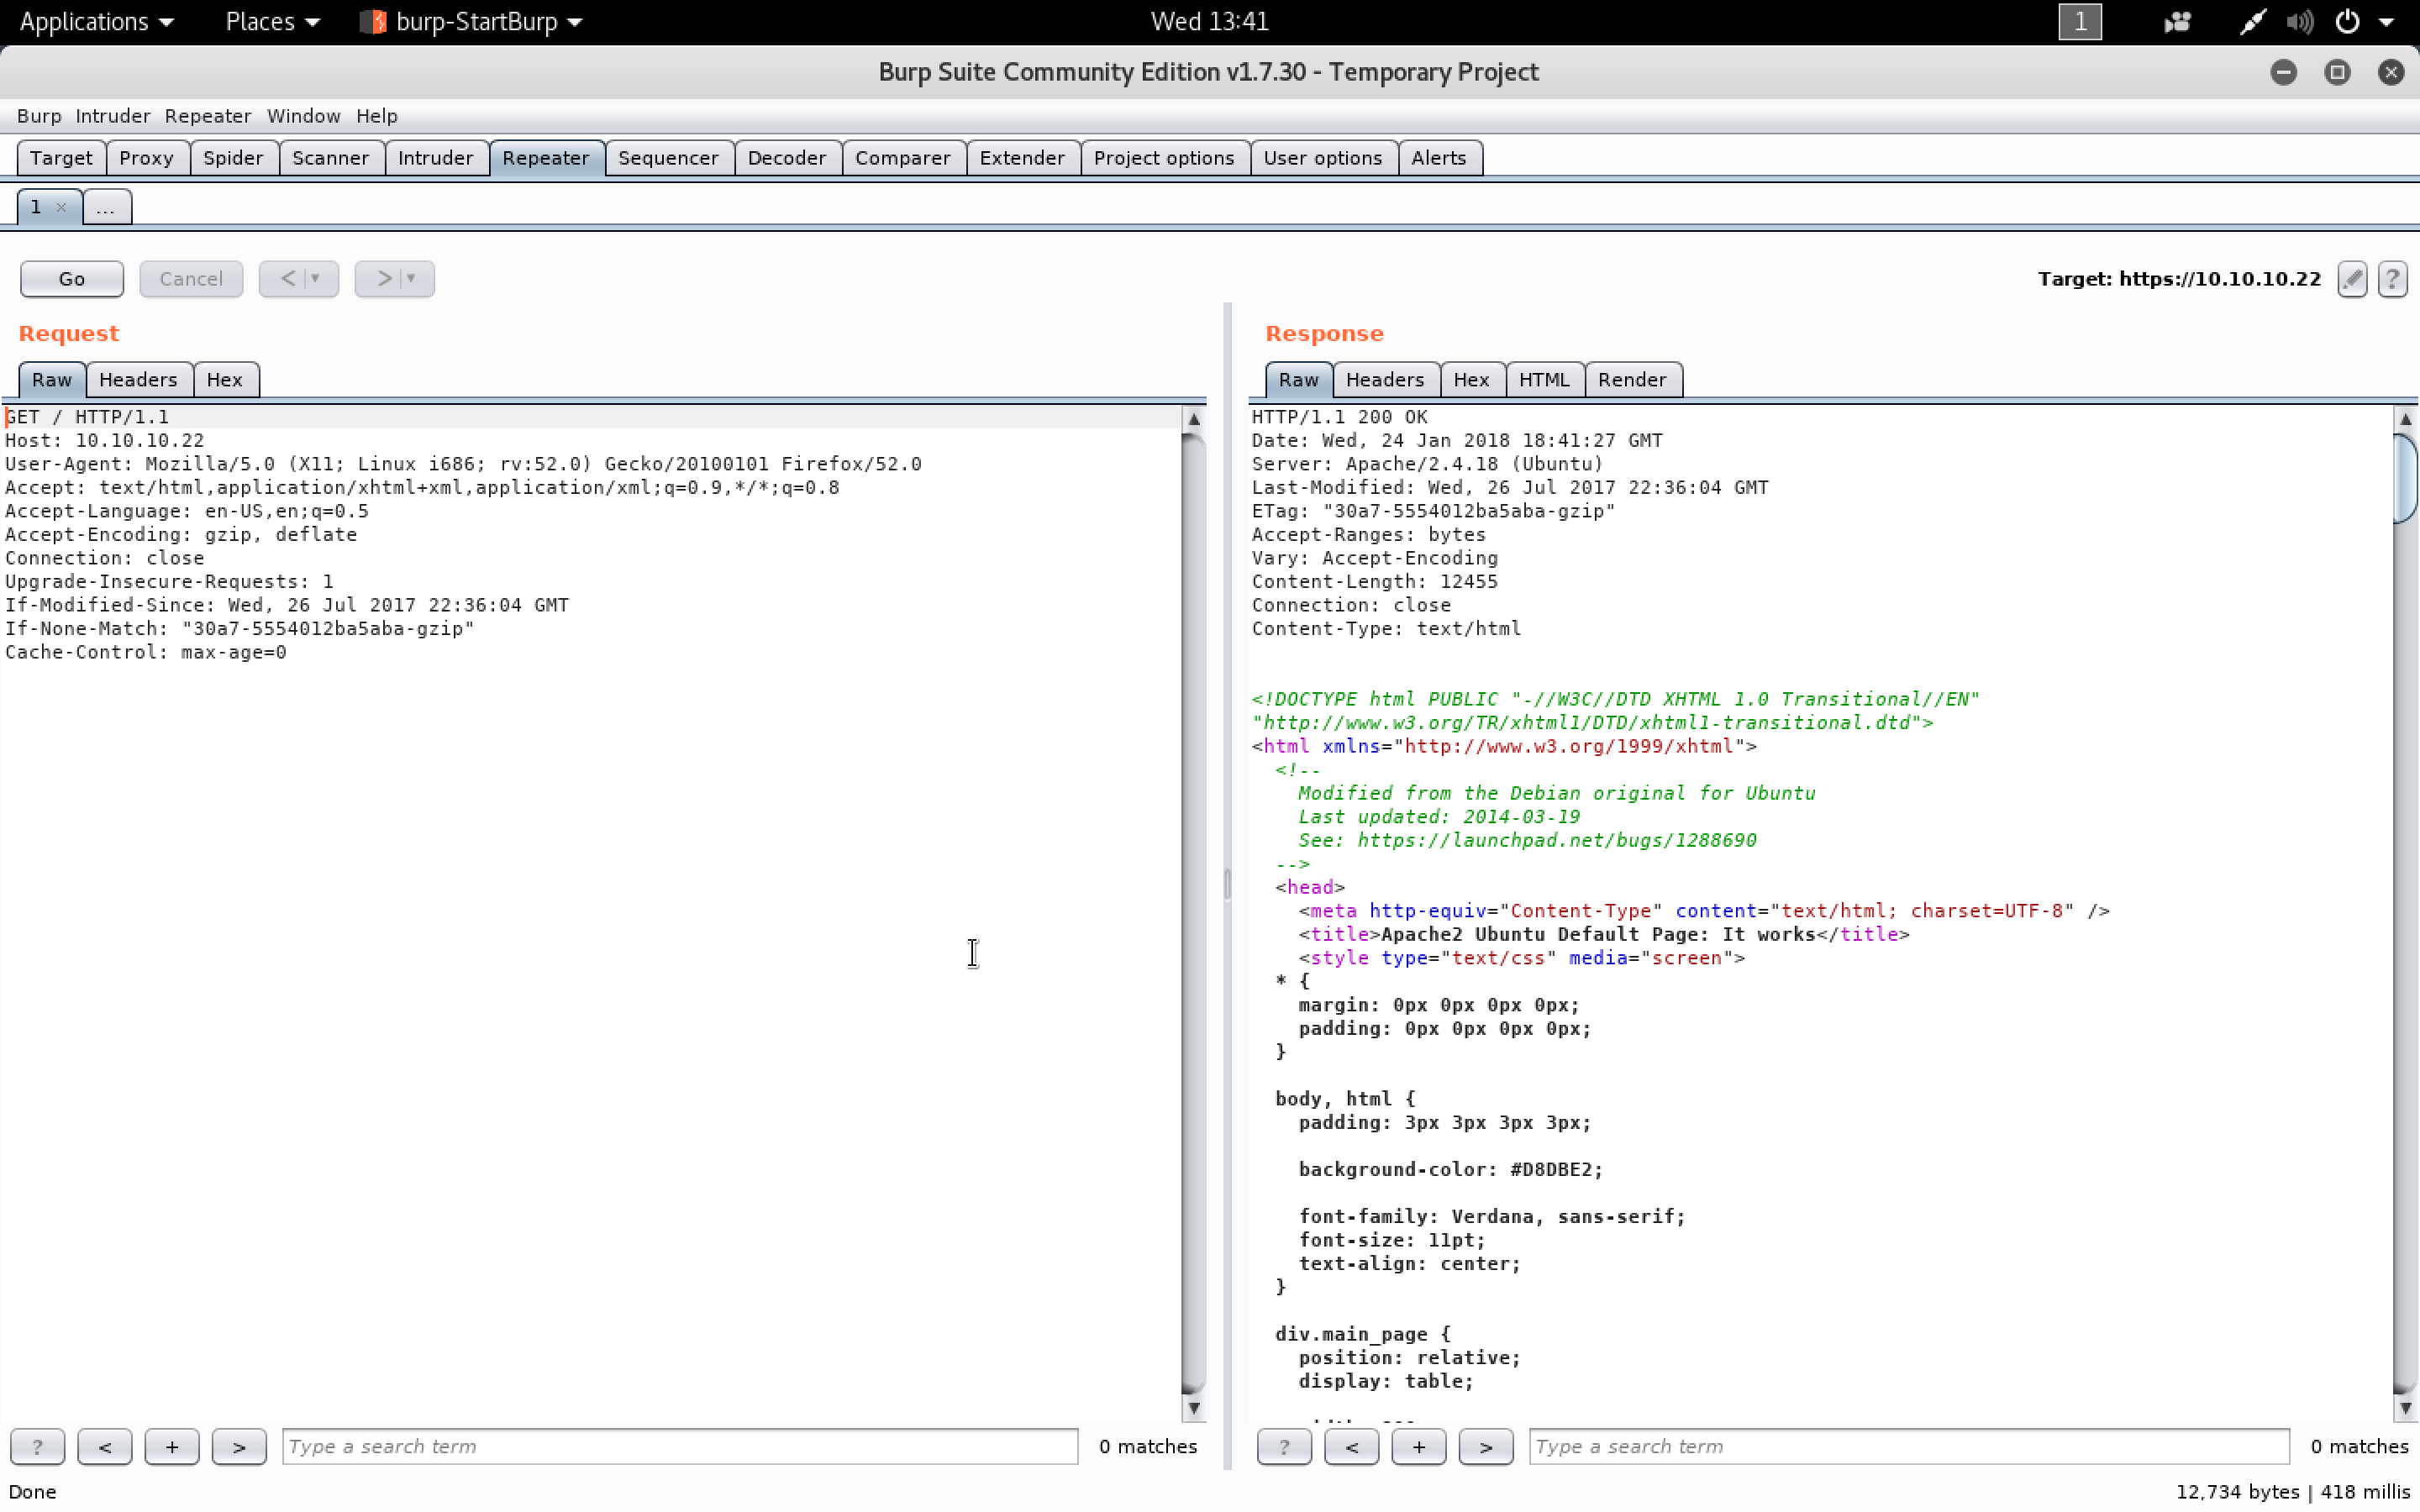 Applications Places burp-StartBurp Wed 13:41 1
Burp Suite Community Edition v1.7.30 - Temporary Project
Burp Intruder Repeater Window Help
Target Proxy Spider Scanner Intruder Repeater Sequencer Decoder Comparer Extender Project options User options Alerts
1 × ...
Go Cancel < > Target: https://10.10.10.22 ?
Request
Raw Headers Hex
GET / HTTP/1.1
Host: 10.10.10.22
User-Agent: Mozilla/5.0 (X11; Linux i686; rv:52.0) Gecko/20100101 Firefox/52.0
Accept: text/html,application/xhtml+xml,application/xml;q=0.9,*/*;q=0.8
Accept-Language: en-US,en;q=0.5
Accept-Encoding: gzip, deflate
Connection: close
Upgrade-Insecure-Requests: 1
If-Modified-Since: Wed, 26 Jul 2017 22:36:04 GMT
If-None-Match: "30a7-5554012ba5aba-gzip"
Cache-Control: max-age=0
? < + > Type a search term 0 matches
Response
Raw Headers Hex HTML Render
HTTP/1.1 200 OK
Date: Wed, 24 Jan 2018 18:41:27 GMT
Server: Apache/2.4.18 (Ubuntu)
Last-Modified: Wed, 26 Jul 2017 22:36:04 GMT
ETag: "30a7-5554012ba5aba-gzip"
Accept-Ranges: bytes
Vary: Accept-Encoding
Content-Length: 12455
Connection: close
Content-Type: text/html
<!DOCTYPE html PUBLIC "-//W3C//DTD XHTML 1.0 Transitional//EN"
"http://www.w3.org/TR/xhtml1/DTD/xhtml1-transitional.dtd">
<html xmlns="http://www.w3.org/1999/xhtml">
<!--
Modified from the Debian original for Ubuntu
Last updated: 2014-03-19
See: https://launchpad.net/bugs/1288690
-->
<head>
<meta http-equiv="Content-Type" content="text/html; charset=UTF-8" />
<title>Apache2 Ubuntu Default Page: It works</title>
<style type="text/css" media="screen">
* {
margin: 0px 0px 0px 0px;
padding: 0px 0px 0px 0px;
}
body, html {
padding: 3px 3px 3px 3px;
background-color: #D8DBE2;
font-family: Verdana, sans-serif;
font-size: 11pt;
text-align: center;
}
div.main_page {
position: relative;
display: table;
? < + > Type a search term 0 matches
Done 12,734 bytes | 418 millis